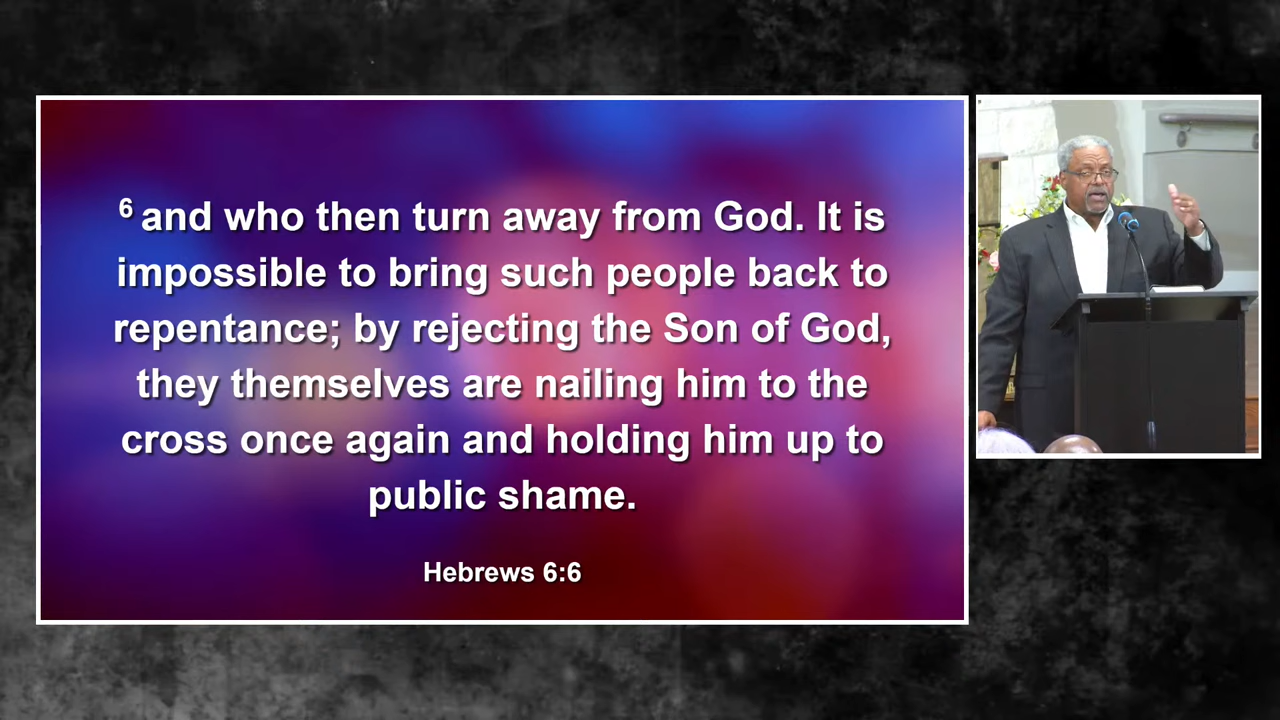 6 and who then turn away from God. It is
impossible to bring such people back to
repentance; by rejecting the Son of God,
they themselves are nailing him to the
cross once again and holding him up to
public shame.
Hebrews 6:6